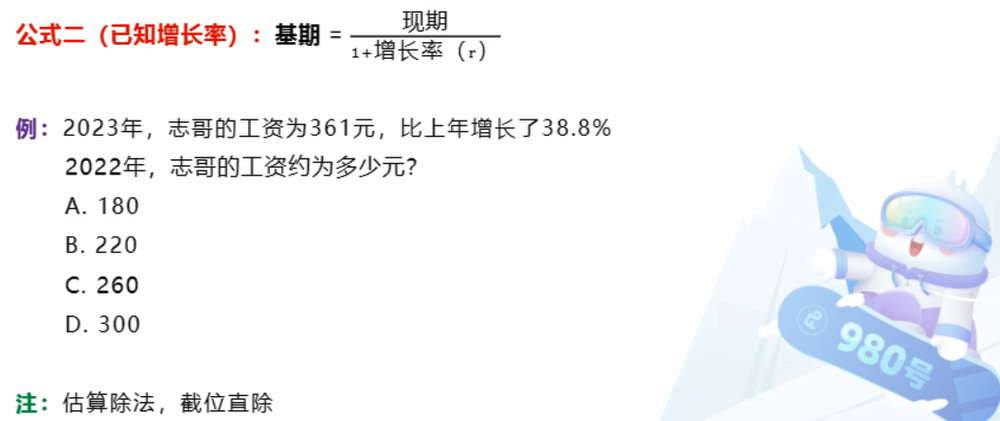 公式二（已知增长率）：基期 = 现期
1+增长率（r）
例：2023年，志哥的工资为361元，比上年增长了38.8%
2022年，志哥的工资约为多少元？
A. 180
B. 220
C. 260
D. 300
注：估算除法，截位直除
980号